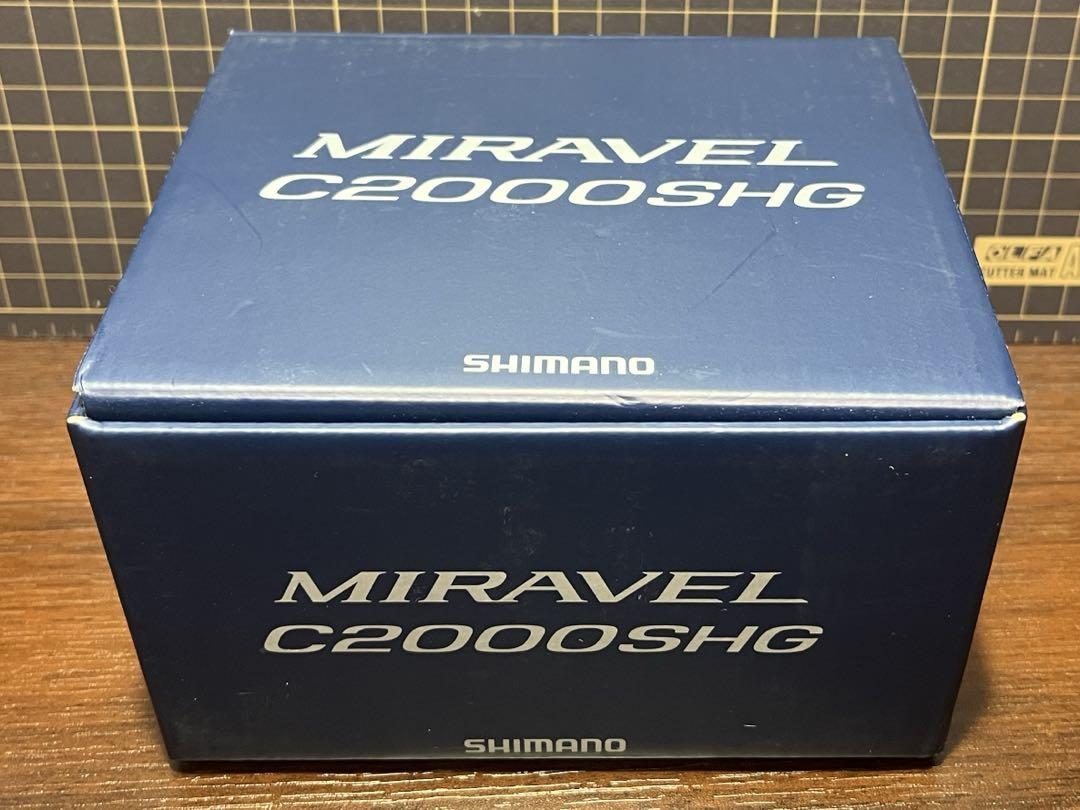 MIRAVEL
C2000SHG
SHIMANO
MIRAVEL
C2000SHG
SHIMANO
OLFA
CUTTER MAT A